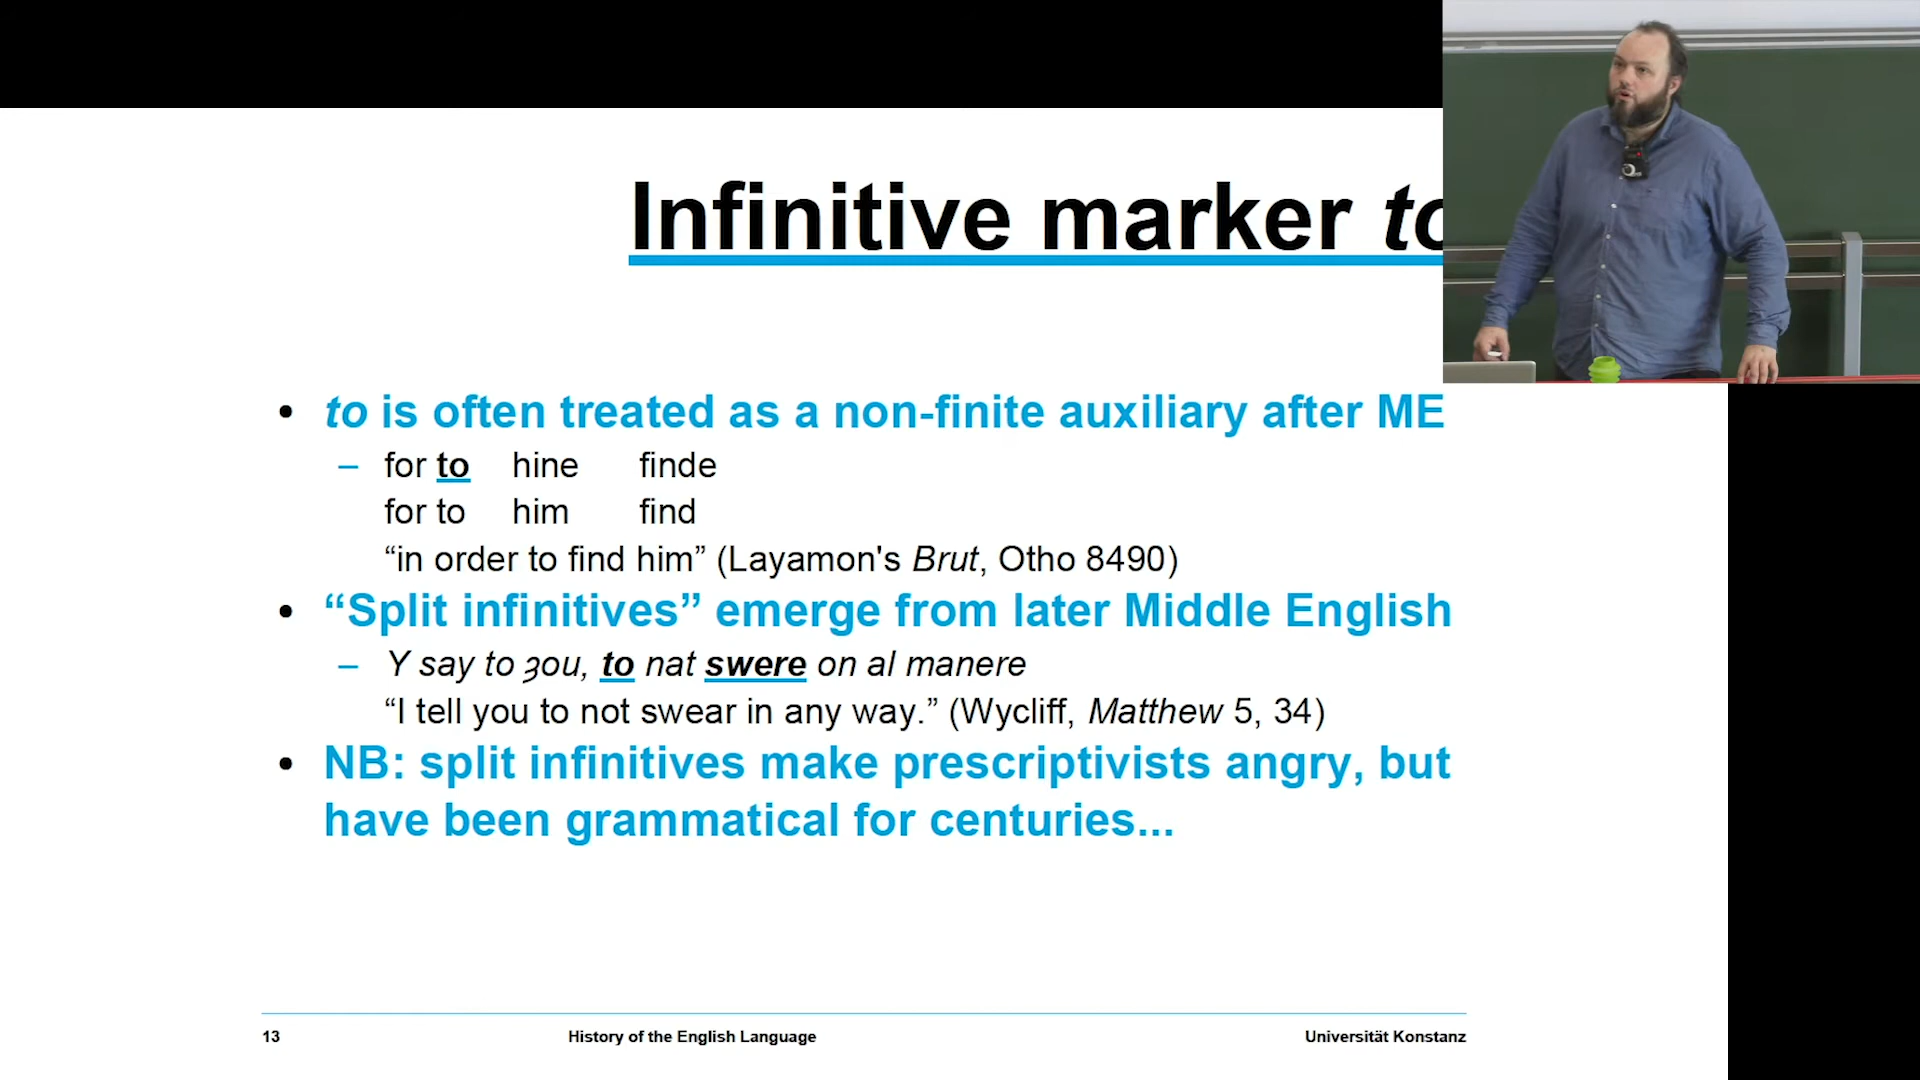 Infinitive marker to
• to is often treated as a non-finite auxiliary after ME
– for to hine finde
for to him find
“in order to find him” (Layamon's Brut, Otho 8490)
• “Split infinitives” emerge from later Middle English
– Y say to ȝou, to nat swere on al manere
“I tell you to not swear in any way.” (Wycliff, Matthew 5, 34)
• NB: split infinitives make prescriptivists angry, but
have been grammatical for centuries...
13 History of the English Language Universität Konstanz